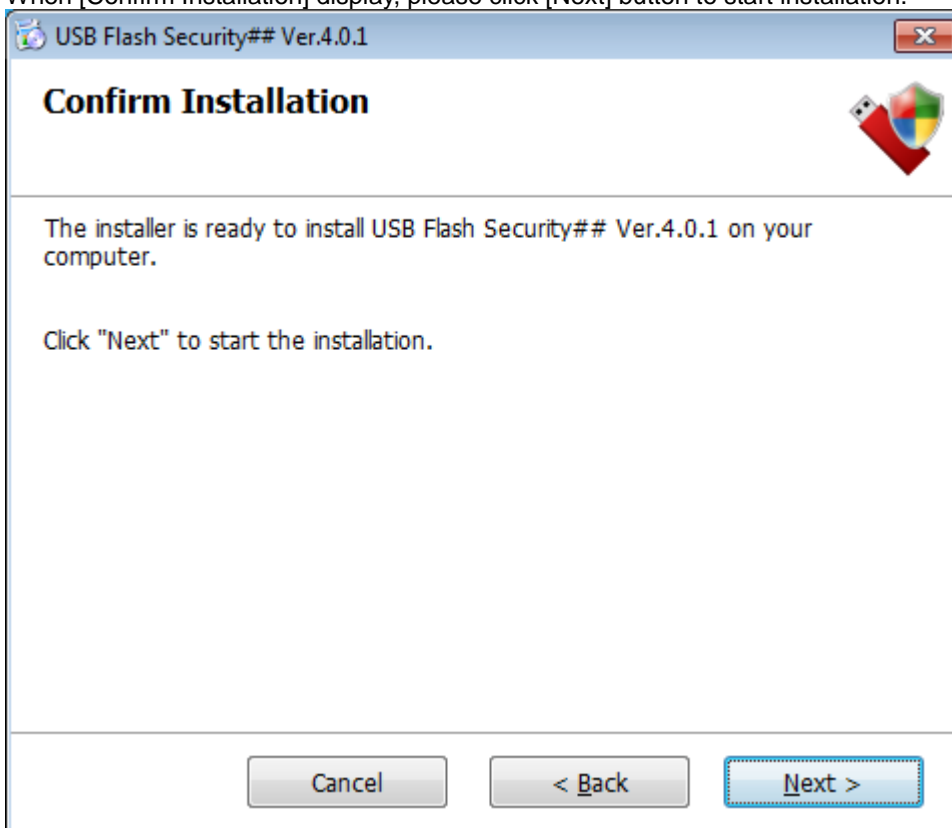 When [Confirm Installation] display, please click [Next] button to start installation.
USB Flash Security## Ver.4.0.1
Confirm Installation
The installer is ready to install USB Flash Security## Ver.4.0.1 on your
computer.
Click "Next" to start the installation.
Cancel
< Back
Next >